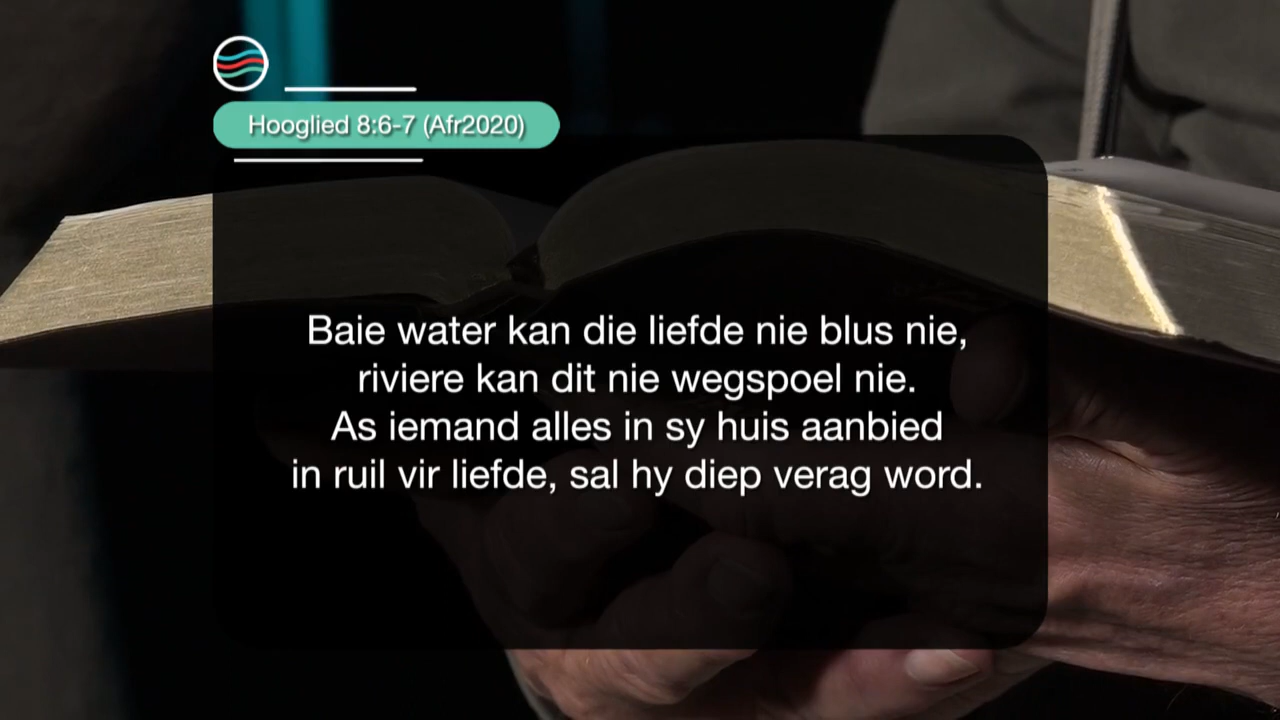 Hooglied 8:6-7 (Afr2020)
Baie water kan die liefde nie blus nie,
riviere kan dit nie wegspoel nie.
As iemand alles in sy huis aanbied
in ruil vir liefde, sal hy diep verag word.